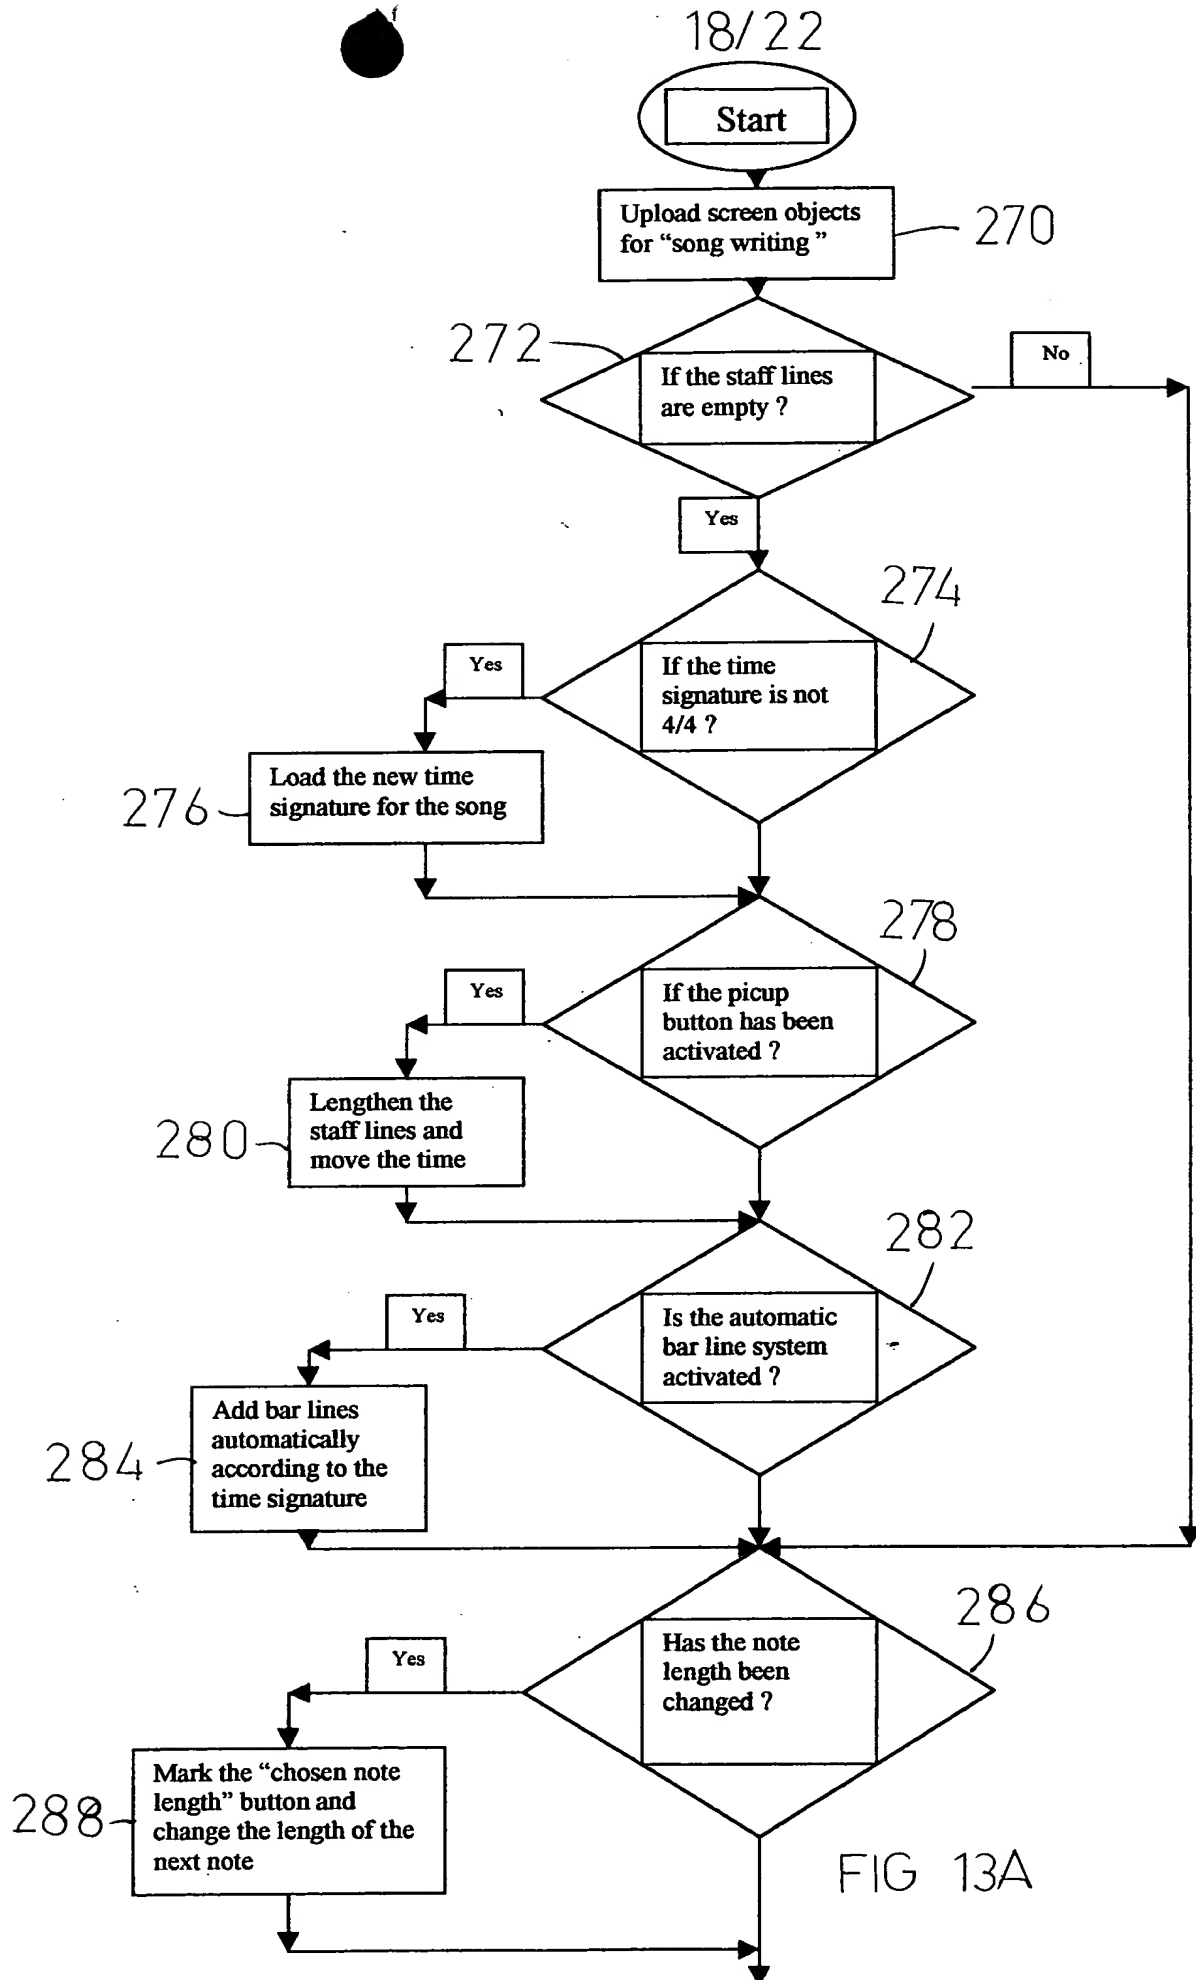 18/22
Start
Upload screen objects
for “song writing ”
270
272
If the staff lines
are empty ?
No
Yes
274
Yes
If the time
signature is not
4/4 ?
Load the new time
signature for the song
276
278
Yes
If the picup
button has been
activated ?
Lengthen the
staff lines and
move the time
280
282
Yes
Is the automatic
bar line system
activated ?
Add bar lines
automatically
according to the
time signature
284
286
Yes
Has the note
length been
changed ?
Mark the “chosen note
length” button and
change the length of the
next note
288
FIG 13A